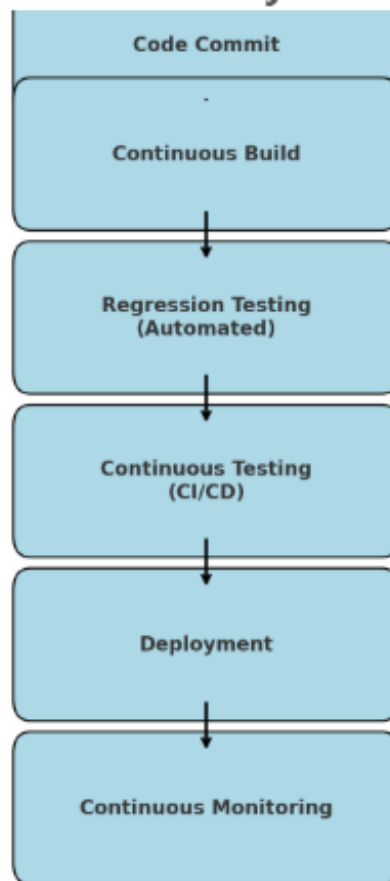 Code Commit
Continuous Build
Regression Testing
(Automated)
Continuous Testing
(CI/CD)
Deployment
Continuous Monitoring